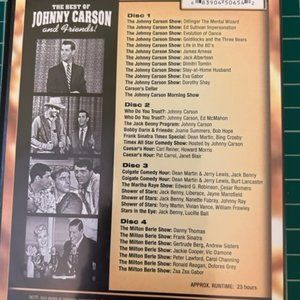 THE BEST OF
JOHNNY CARSON
and Friends!
Disc 1
The Johnny Carson Show: Dillinger The Mental Wizard
The Johnny Carson Show: Ed Sullivan Impersonation
The Johnny Carson Show: Evolution of Dance
The Johnny Carson Show: Goldilocks and the Three Bears
The Johnny Carson Show: Life in the 80's
The Johnny Carson Show: James Arness
The Johnny Carson Show: Jack Albertson
The Johnny Carson Show: Dimitri Tomkin
The Johnny Carson Show: Stay-at-Home Husband
The Johnny Carson Show: Eva Gabor
The Johnny Carson Show: Dorothy Shay
Carson's Cellar
The Johnny Carson Morning Show
Disc 2
Who Do You Trust?: Johnny Carson
Who Do You Trust?: Johnny Carson, Ed McMahon
The Jack Benny Program: Johnny Carson
Bobby Darin & Friends: Joanie Summers, Bob Hope
Frank Sinatra Timex Special: Dean Martin, Bing Crosby
Timex All Star Comedy Show: Hosted by Johnny Carson
Caesar's Hour: Carl Reiner, Howard Morris
Caesar's Hour: Pat Carrol, Janet Blair
Disc 3
Colgate Comedy Hour: Dean Martin & Jerry Lewis, Jack Benny
Colgate Comedy Hour: Dean Martin & Jerry Lewis, Burt Lancaster
The Martha Raye Show: Edward G. Robinson, Cesar Romero
Shower of Stars: Jack Benny, Liberace, Jayne Mansfield
Shower of Stars: Jack Benny, Nanette Fabray, Johnny Ray
Shower of Stars: Tony Martin, Vivian Vance, William Frawley
Stars in the Eye: Jack Benny, Lucille Ball
Disc 4
The Milton Berle Show: Danny Thomas
The Milton Berle Show: Frank Sinatra
The Milton Berle Show: Gertrude Berg, Andrew Sisters
The Milton Berle Show: Jackie Cooper, Vic Damone
The Milton Berle Show: Peter Lawford, Carol Channing
The Milton Berle Show: Ronald Reagan, Dolores Grey
The Milton Berle Show: Zsa Zsa Gabor
APPROX. RUNTIME: 23 hours